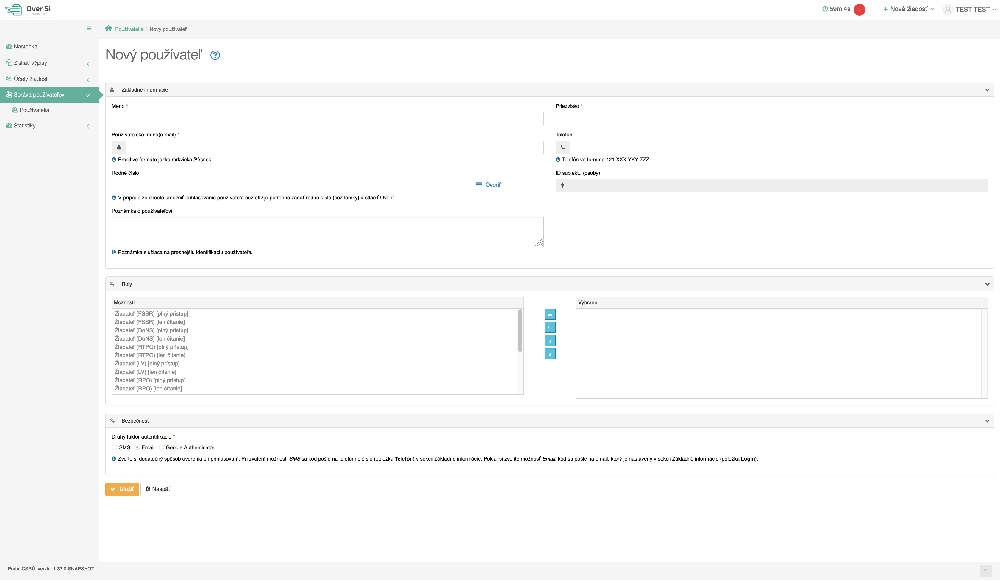 Over Si
Centrálne údaje
59m 4s
Nová žiadosť
TEST TEST
Používatelia / Nový používateľ
Nástenka
Získať výpisy
Účely žiadostí
Správa používateľov
Používatelia
Štatistiky
Nový používateľ
Základné informácie
Meno *
Priezvisko *
Používateľské meno(e-mail) *
Telefón
Email vo formáte jozko.mrkvicka@frsr.sk
Telefón vo formáte 421 XXX YYY ZZZ
Rodné číslo
ID subjektu (osoby)
Overiť
V prípade že chcete umožniť prihlasovanie používateľa cez eID je potrebné zadať rodné číslo (bez lomky) a stlačiť Overiť.
Poznámka o používateľovi
Poznámka slúžiaca na presnejšiu identifikáciu používateľa.
Roly
Možnosti
Žiadateľ (FSSR) [plný prístup]
Žiadateľ (FSSR) [len čítanie]
Žiadateľ (DoNS) [plný prístup]
Žiadateľ (DoNS) [len čítanie]
Žiadateľ (RTPO) [plný prístup]
Žiadateľ (RTPO) [len čítanie]
Žiadateľ (LV) [plný prístup]
Žiadateľ (LV) [len čítanie]
Žiadateľ (RPO) [plný prístup]
Žiadateľ (RPO) [len čítanie]
Vybrané
Bezpečnosť
Druhý faktor autentifikácie *
SMS Email Google Authenticator
Zvoľte si dodatočný spôsob overenia pri prihlasovaní. Pri zvolení možnosti SMS sa kód pošle na telefónne číslo (položka Telefón) v sekcii Základné informácie. Pokiaľ si zvolíte možnosť Email, kód sa pošle na email, ktorý je nastavený v sekcii Základné informácie (položka Login).
Uložiť
Naspäť
Portál CSRÚ, verzia: 1.37.0-SNAPSHOT